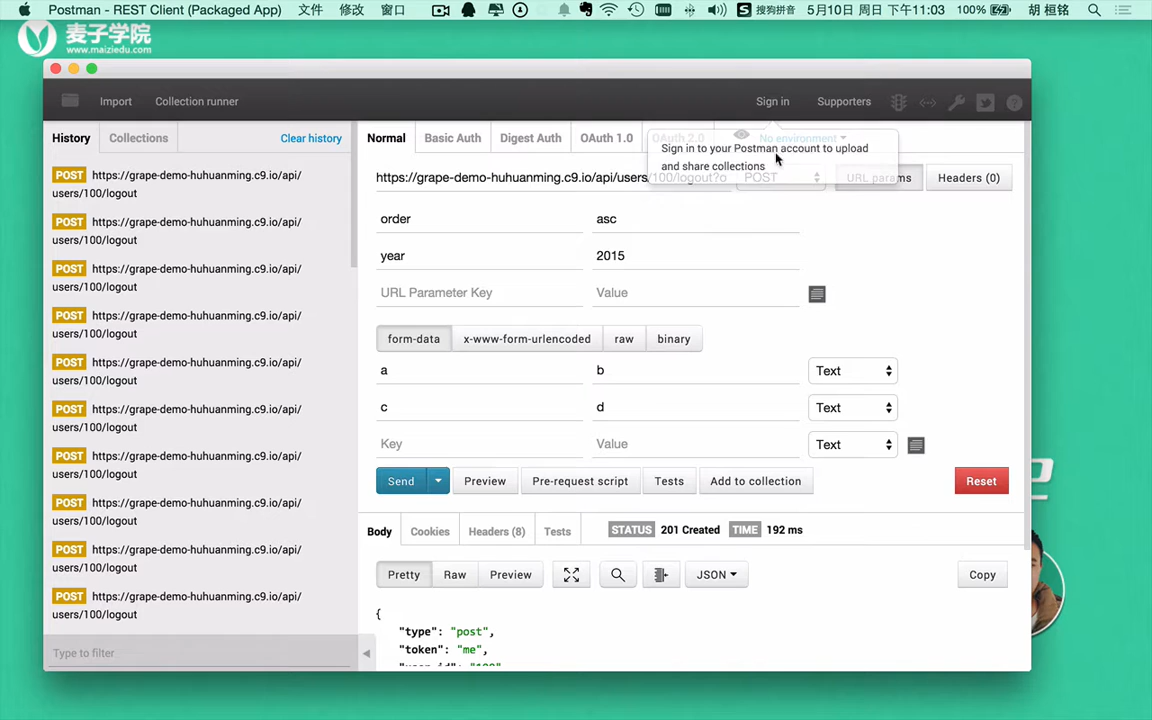 Postman - REST Client (Packaged App) 文件 修改 窗口 搜狗拼音 5月10日 周日 下午11:03 100% 胡 桓铭
麦子学院
www.maiziedu.com
Import Collection runner Sign in Supporters
History Collections Clear history
Normal Basic Auth Digest Auth OAuth 1.0 OAuth 2.0 No environment
Sign in to your Postman account to upload
and share collections
https://grape-demo-huhuanming.c9.io/api/users/100/logout?o POST URL params Headers (0)
POST https://grape-demo-huhuanming.c9.io/api/
users/100/logout
POST https://grape-demo-huhuanming.c9.io/api/
users/100/logout
POST https://grape-demo-huhuanming.c9.io/api/
users/100/logout
POST https://grape-demo-huhuanming.c9.io/api/
users/100/logout
POST https://grape-demo-huhuanming.c9.io/api/
users/100/logout
POST https://grape-demo-huhuanming.c9.io/api/
users/100/logout
POST https://grape-demo-huhuanming.c9.io/api/
users/100/logout
POST https://grape-demo-huhuanming.c9.io/api/
users/100/logout
POST https://grape-demo-huhuanming.c9.io/api/
users/100/logout
POST https://grape-demo-huhuanming.c9.io/api/
users/100/logout
Type to filter
order asc
year 2015
URL Parameter Key Value
form-data x-www-form-urlencoded raw binary
a b Text
c d Text
Key Value Text
Send Preview Pre-request script Tests Add to collection Reset
Body Cookies Headers (8) Tests STATUS 201 Created TIME 192 ms
Pretty Raw Preview JSON Copy
{
"type": "post",
"token": "me",
"user_id": "100"